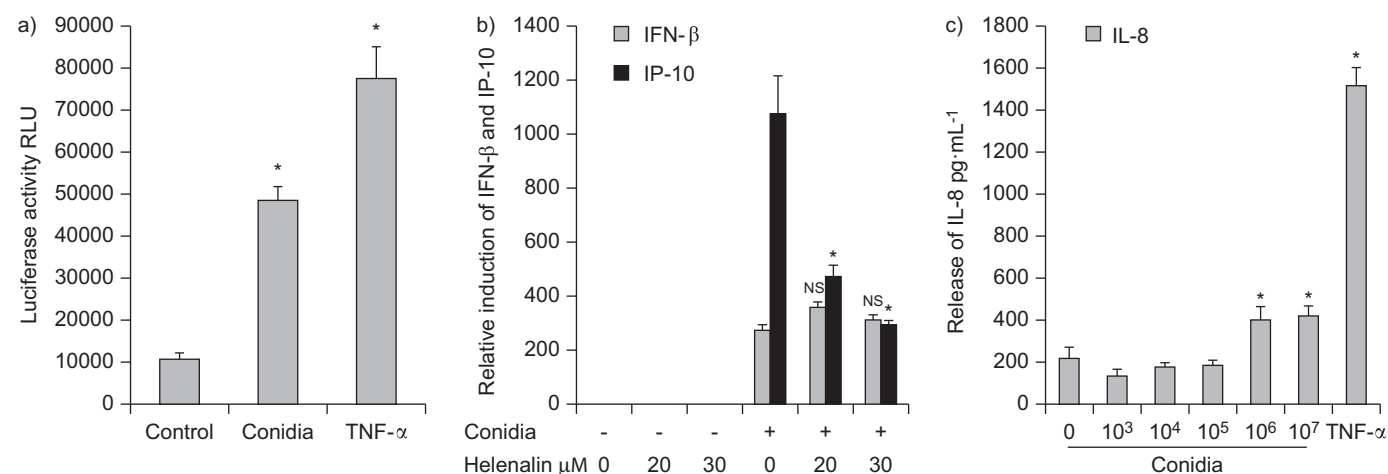 a)
Luciferase activity RLU
90000
80000
70000
60000
50000
40000
30000
20000
10000
0
*
*
Control Conidia TNF-α
b)
Relative induction of IFN-β and IP-10
1400
1200
1000
800
600
400
200
0
IFN-β
IP-10
NS *
NS *
Conidia - - - + + +
Helenalin μM 0 20 30 0 20 30
c)
Release of IL-8 pg·mL-1
1800
1600
1400
1200
1000
800
600
400
200
0
IL-8
*
* *
0 10³ 10⁴ 10⁵ 10⁶ 10⁷ TNF-α
Conidia